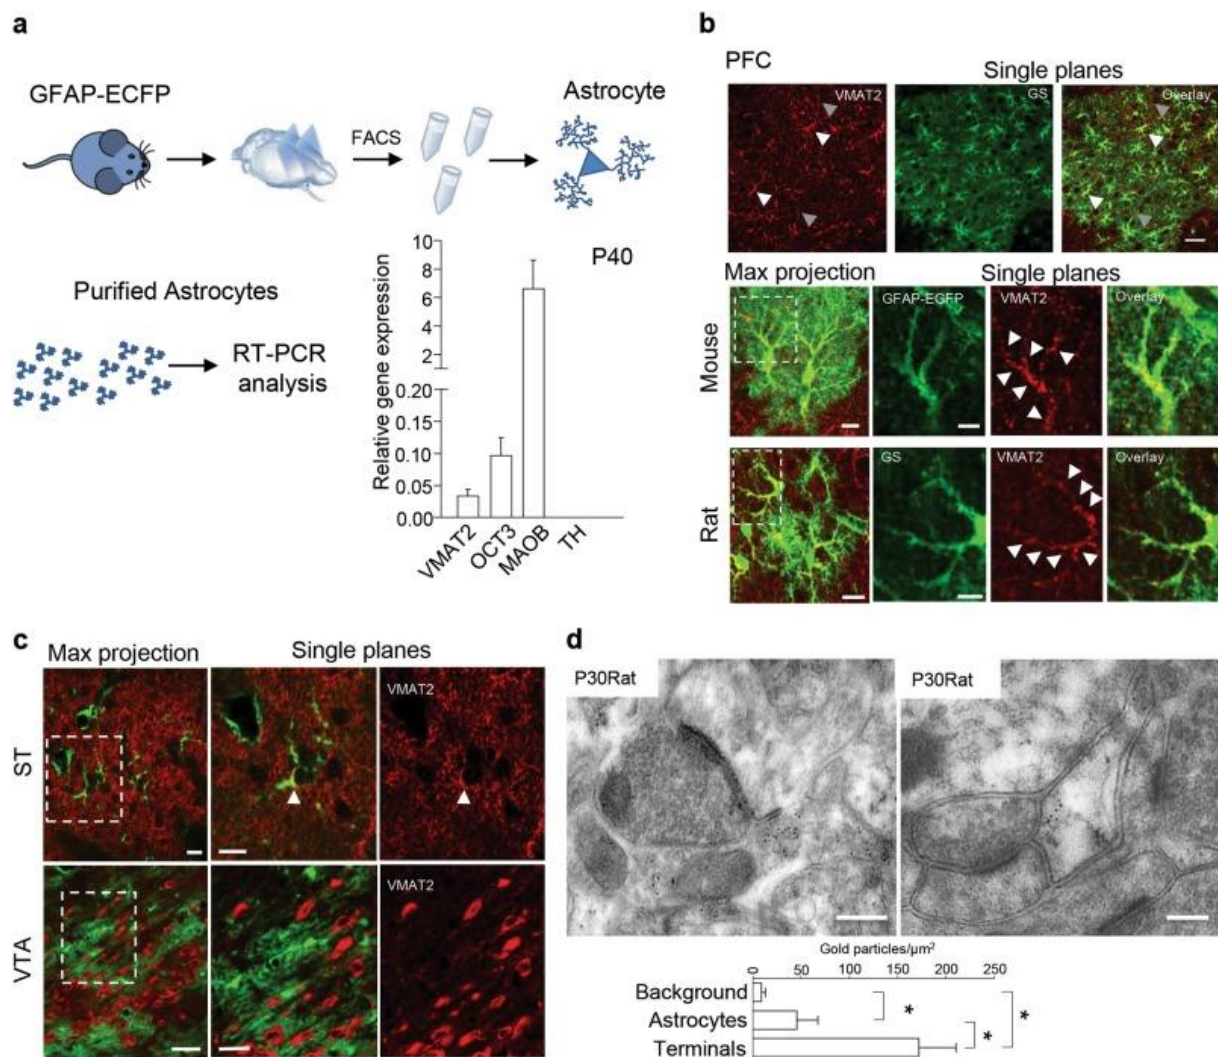 a
GFAP-ECFP
FACS
Astrocyte
Purified Astrocytes
RT-PCR
analysis
P40
Relative gene expression
10
8
6
4
2
0.20
0.15
0.10
0.05
0.00
VMAT2
OCT3
MAOB
TH
b
PFC
Single planes
VMAT2
GS
Overlay
Max projection
Single planes
Mouse
GFAP-EGFP
VMAT2
Overlay
Rat
GS
VMAT2
Overlay
c
Max projection
Single planes
ST
VMAT2
VTA
VMAT2
d
P30Rat
P30Rat
Gold particles/µm²
0 50 100 150 200 250
Background
Astrocytes
Terminals
*
*
*